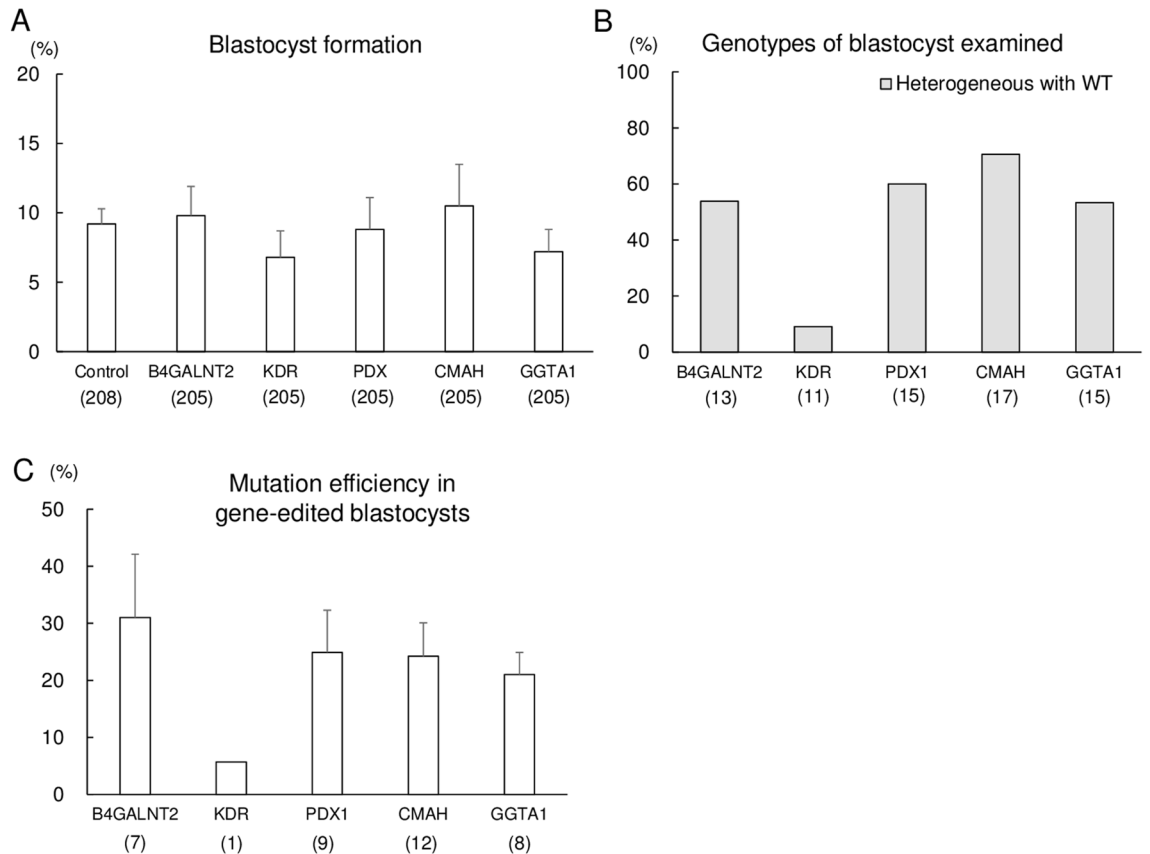 A
(%)
Blastocyst formation
20
15
10
5
0
Control B4GALNT2 KDR PDX CMAH GGTA1
(208) (205) (205) (205) (205) (205)
B
(%)
Genotypes of blastocyst examined
Heterogeneous with WT
100
80
60
40
20
0
B4GALNT2 KDR PDX1 CMAH GGTA1
(13) (11) (15) (17) (15)
C
(%)
Mutation efficiency in
gene-edited blastocysts
50
40
30
20
10
0
B4GALNT2 KDR PDX1 CMAH GGTA1
(7) (1) (9) (12) (8)